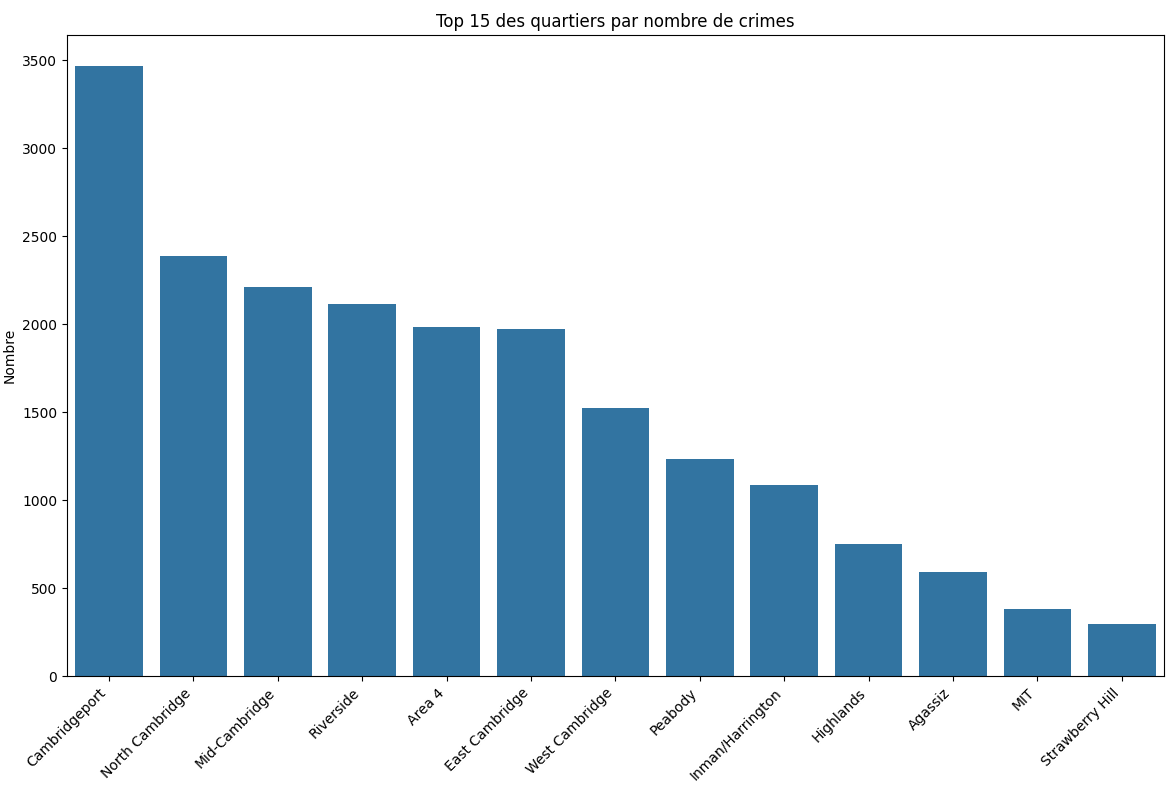 Top 15 des quartiers par nombre de crimes
Nombre
3500
3000
2500
2000
1500
1000
500
0
Cambridgeport
North Cambridge
Mid-Cambridge
Riverside
Area 4
East Cambridge
West Cambridge
Peabody
Inman/Harrington
Highlands
Agassiz
MIT
Strawberry Hill